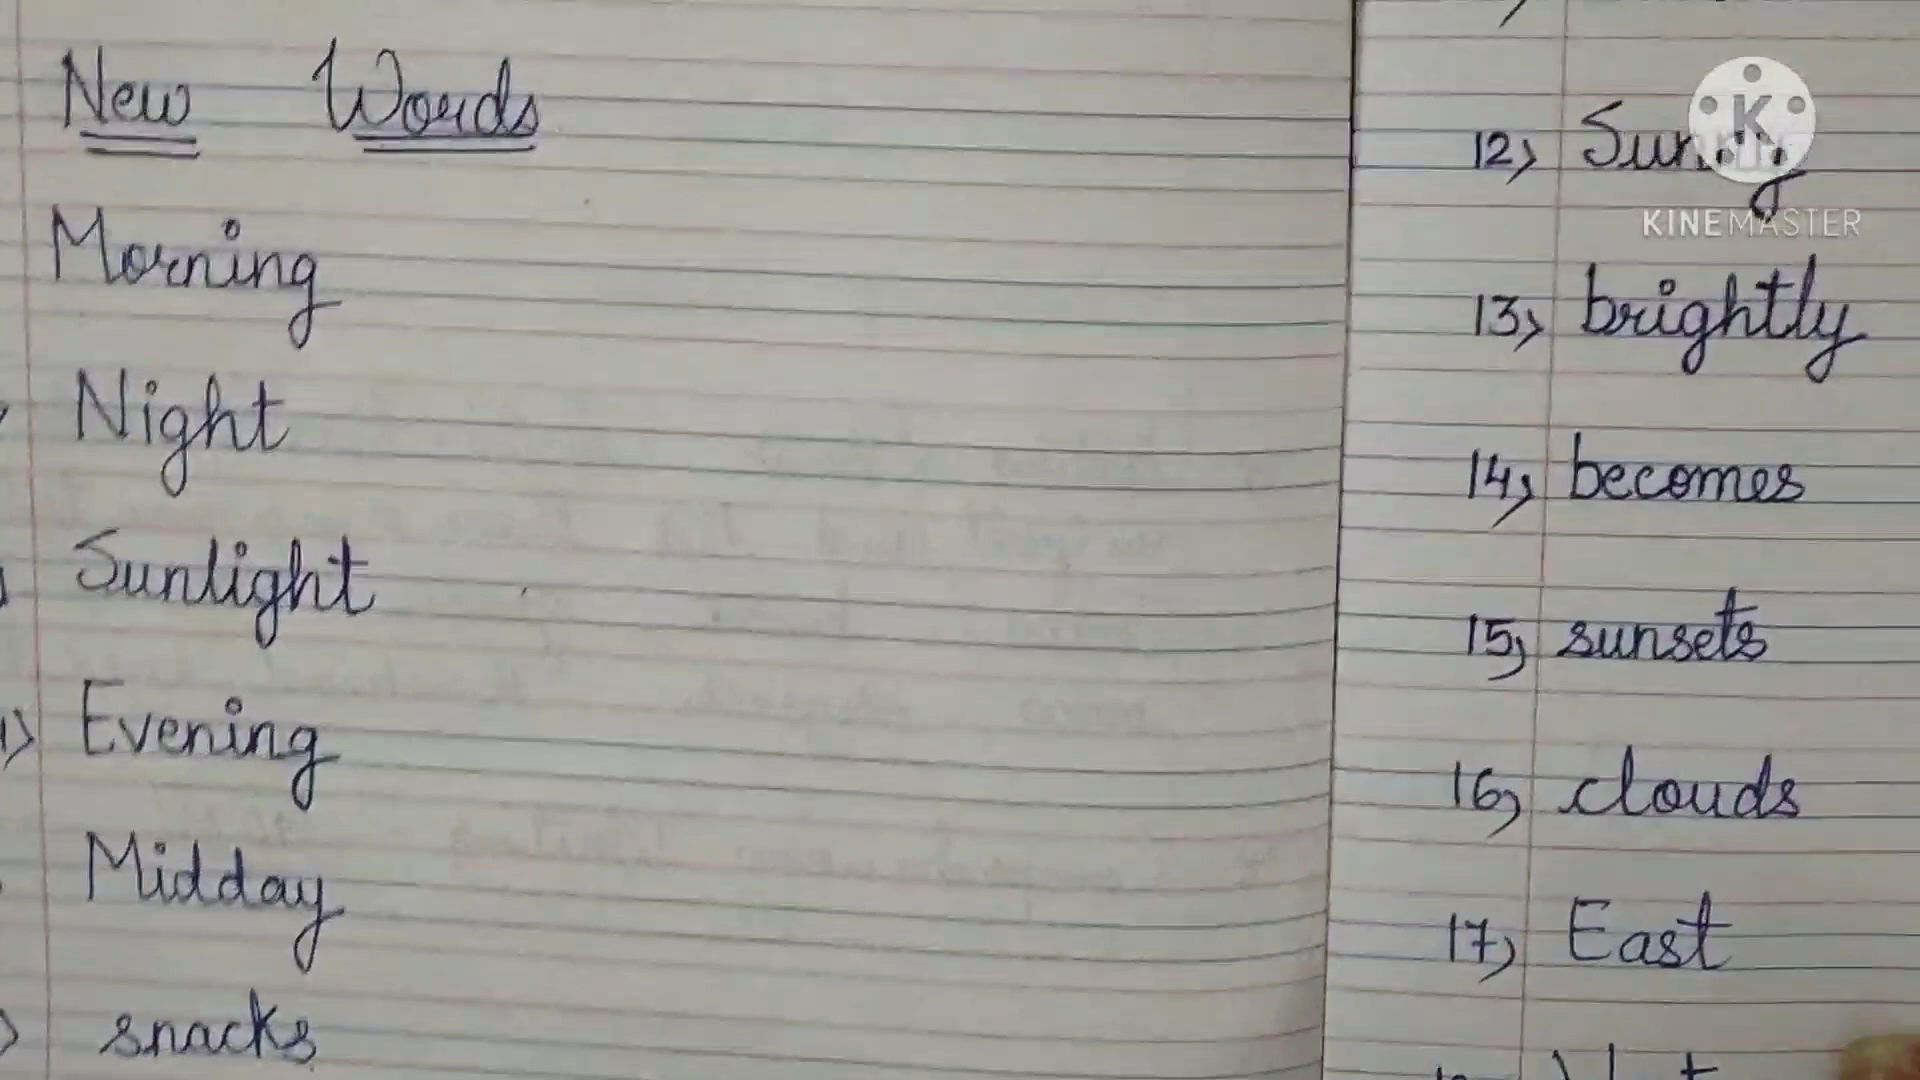 New Words
Morning
Night
Sunlight
Evening
Midday
snacks
12) Sunny
13) brightly
14) becomes
15) sunsets
16) clouds
17) East
KINEMASTER